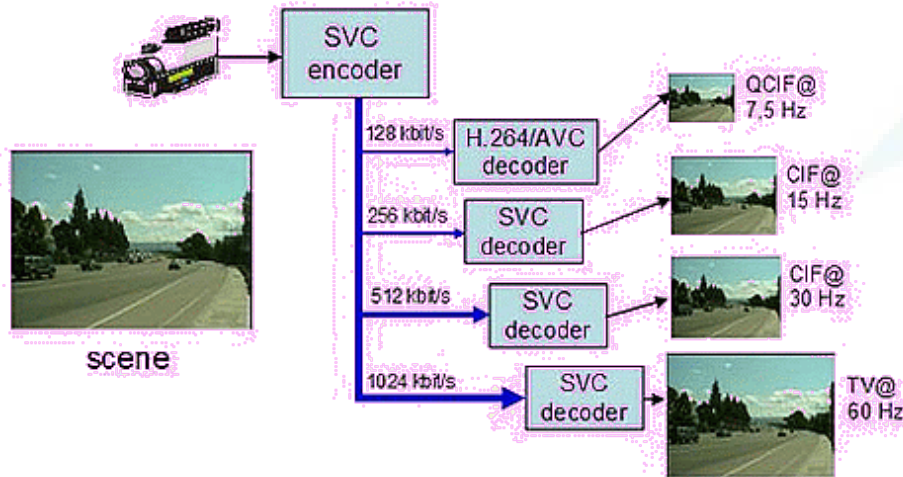 SVC
encoder
128 kbit/s
H.264/AVC
decoder
QCIF@
7,5 Hz
256 kbit/s
SVC
decoder
CIF@
15 Hz
512 kbit/s
SVC
decoder
CIF@
30 Hz
scene
1024 kbit/s
SVC
decoder
TV@
60 Hz